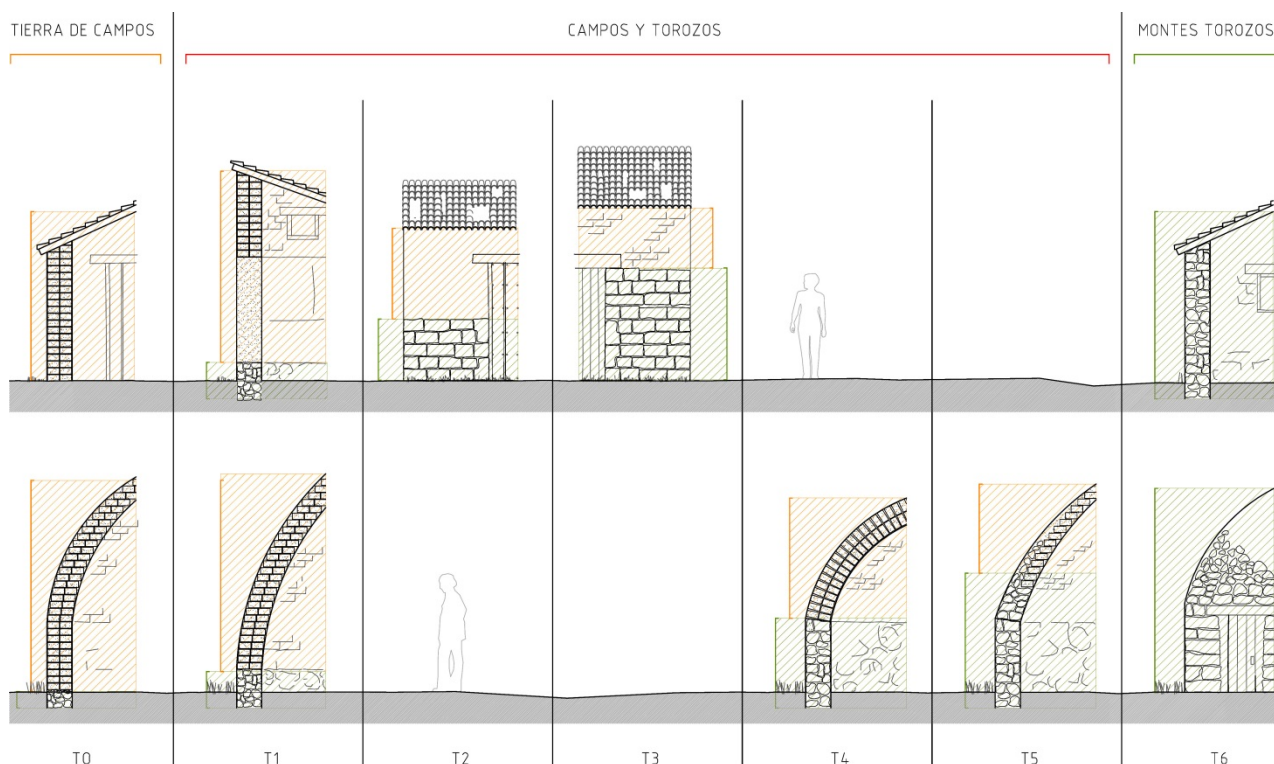 TIERRA DE CAMPOS
CAMPOS Y TOROZOS
MONTES TOROZOS
T0
T1
T2
T3
T4
T5
T6